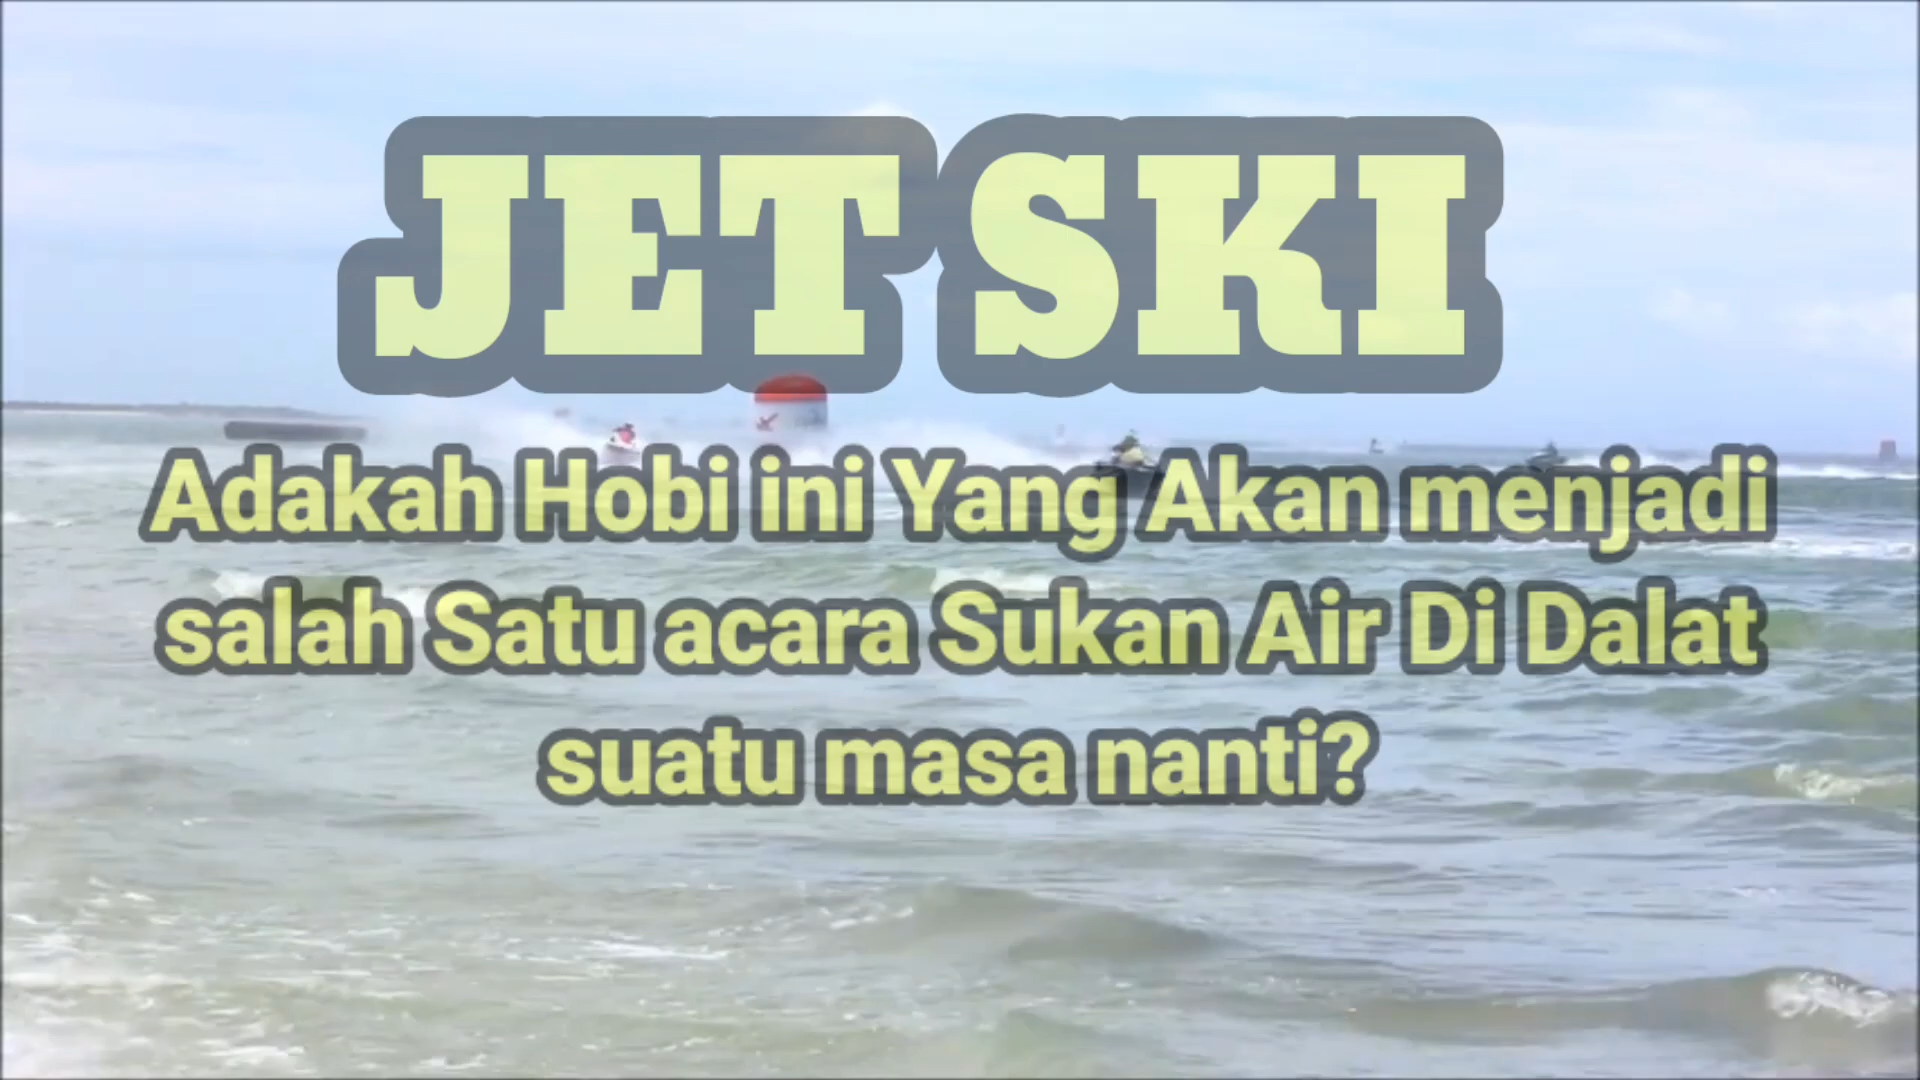 JET SKI
Adakah Hobi ini Yang Akan menjadi
salah Satu acara Sukan Air Di Dalat
suatu masa nanti?